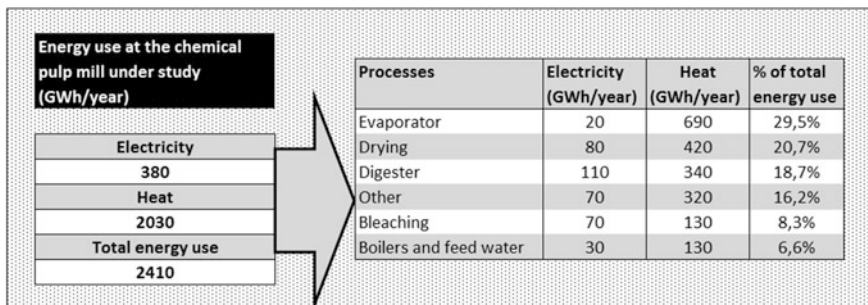 Energy use at the chemical
pulp mill under study
(GWh/year)
Electricity
380
Heat
2030
Total energy use
2410
Processes Electricity (GWh/year) Heat (GWh/year) % of total energy use
Evaporator 20 690 29,5%
Drying 80 420 20,7%
Digester 110 340 18,7%
Other 70 320 16,2%
Bleaching 70 130 8,3%
Boilers and feed water 30 130 6,6%